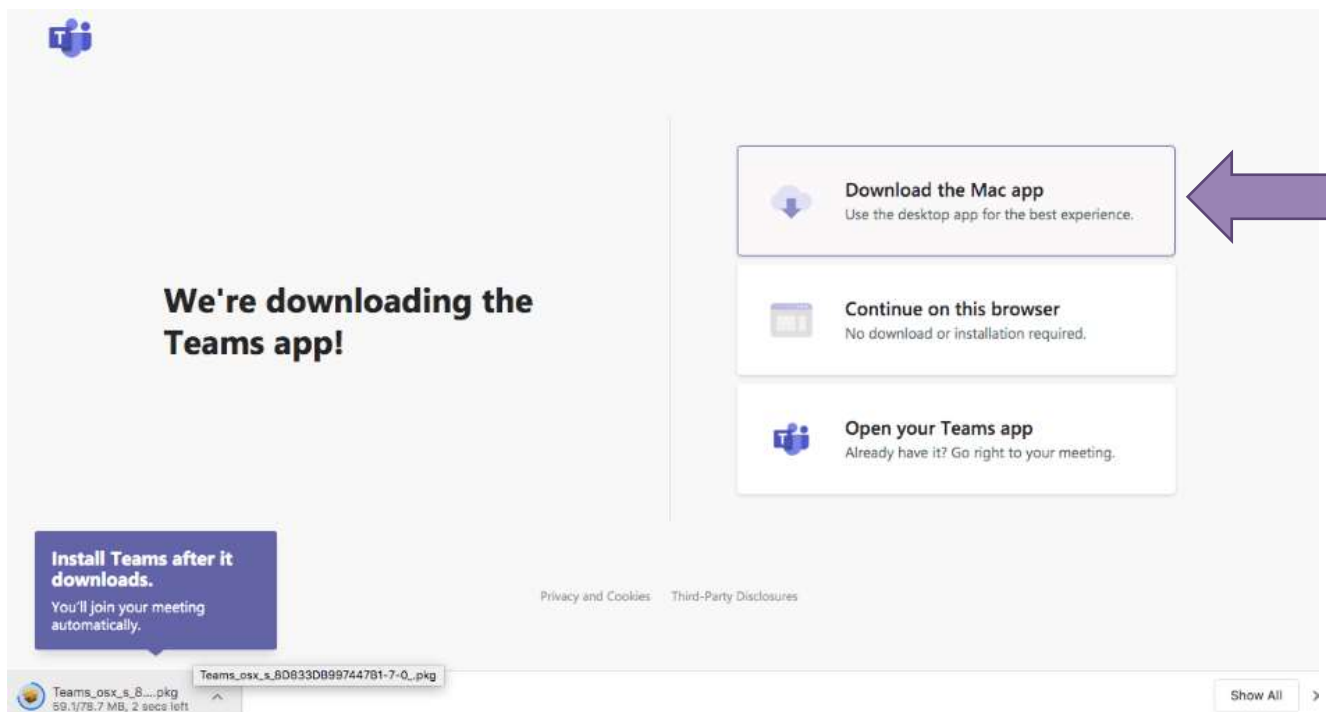 We're downloading the
Teams app!
Download the Mac app
Use the desktop app for the best experience.
Continue on this browser
No download or installation required.
Open your Teams app
Already have it? Go right to your meeting.
Install Teams after it
downloads.
You'll join your meeting
automatically.
Privacy and Cookies Third-Party Disclosures
Teams_osx_s_8D833DB99744781-7-0_.pkg
Teams_osx_s_8....pkg
59.1/78.7 MB, 2 secs left
Show All